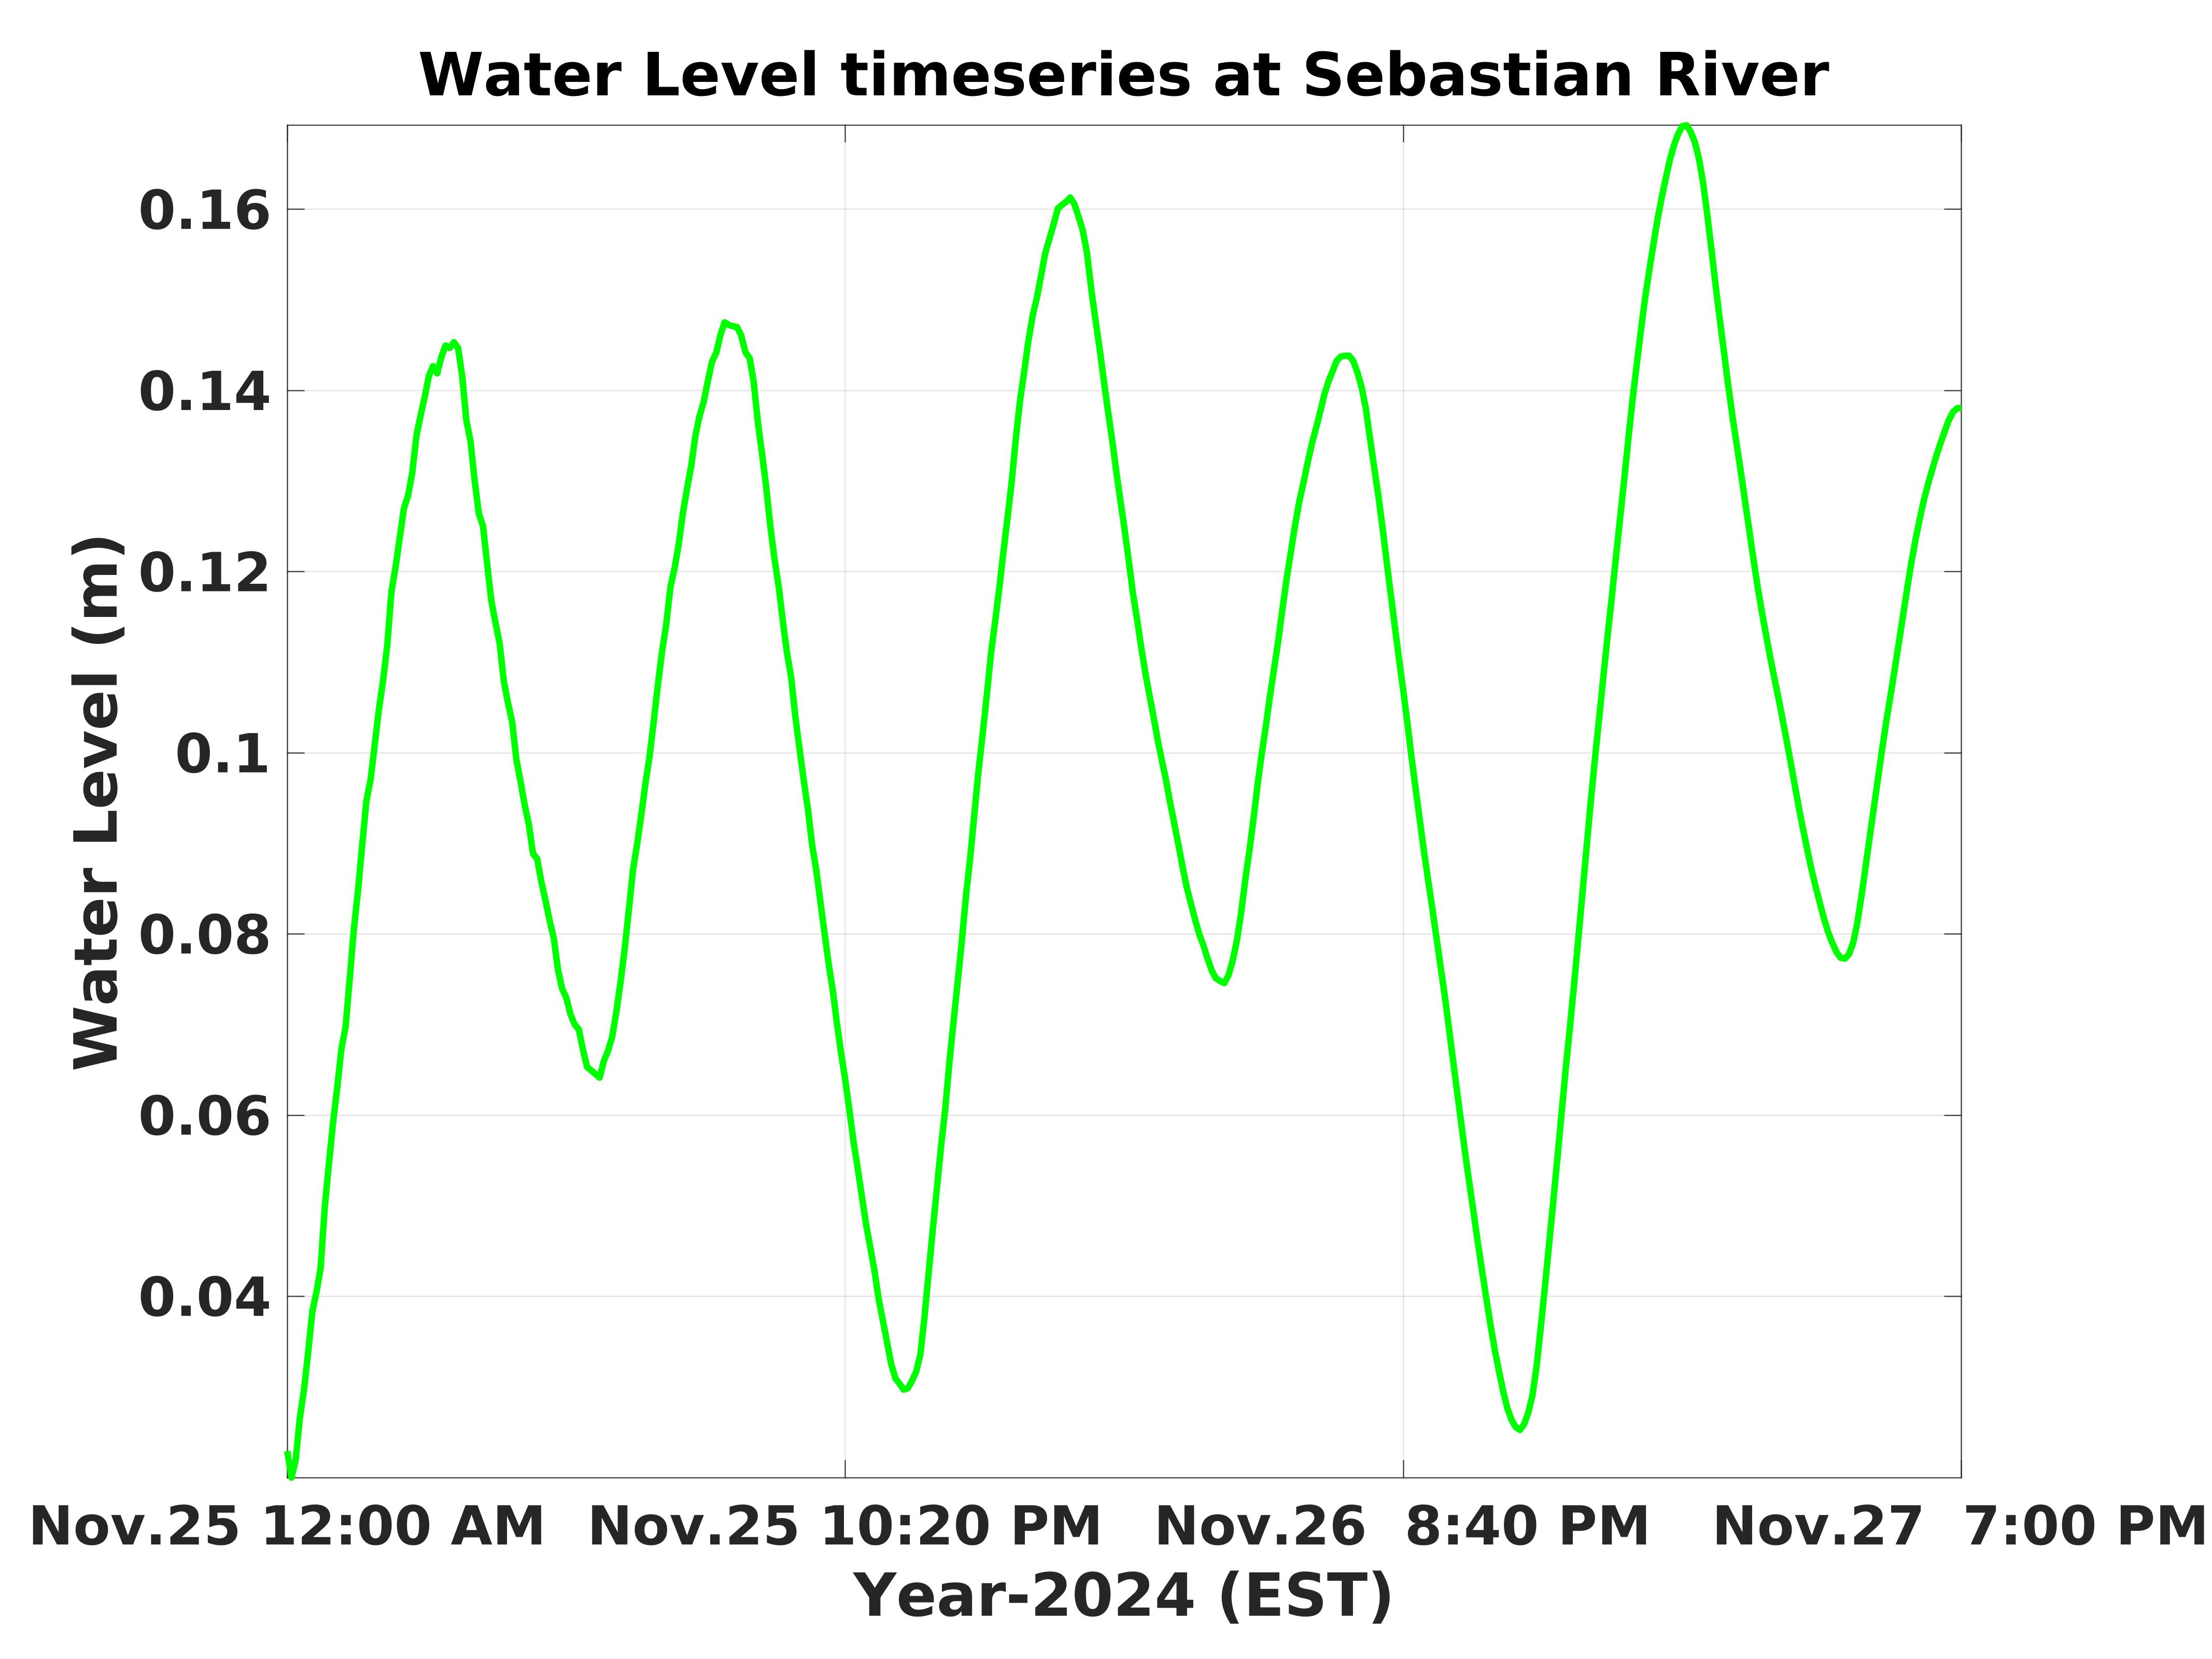 Water Level timeseries at Sebastian River
Water Level (m)
0.16
0.14
0.12
0.1
0.08
0.06
0.04
Nov.25 12:00 AM Nov.25 10:20 PM Nov.26 8:40 PM Nov.27 7:00 PM
Year-2024 (EST)